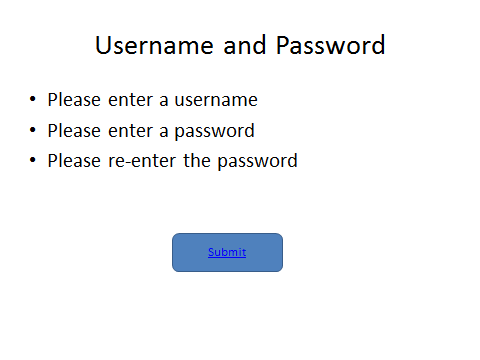 Username and Password
• Please enter a username
• Please enter a password
• Please re-enter the password
Submit